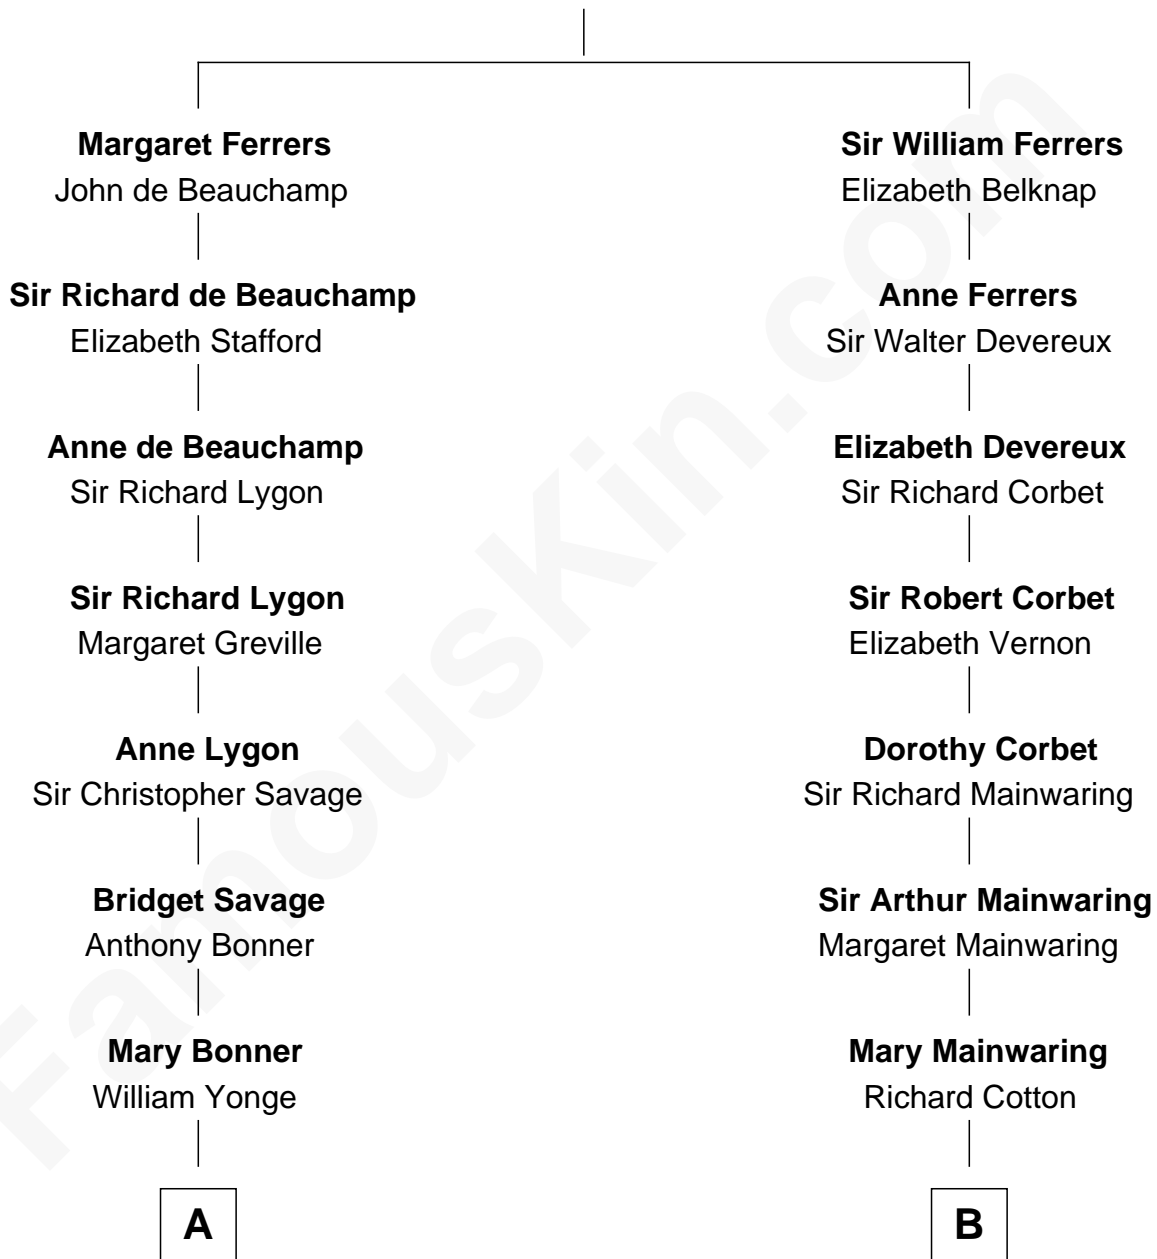 Margaret Ferrers
John de Beauchamp
Sir Richard de Beauchamp
Elizabeth Stafford
Anne de Beauchamp
Sir Richard Lygon
Sir Richard Lygon
Margaret Greville
Anne Lygon
Sir Christopher Savage
Bridget Savage
Anthony Bonner
Mary Bonner
William Yonge
A
Sir William Ferrers
Elizabeth Belknap
Anne Ferrers
Sir Walter Devereux
Elizabeth Devereux
Sir Richard Corbet
Sir Robert Corbet
Elizabeth Vernon
Dorothy Corbet
Sir Richard Mainwaring
Sir Arthur Mainwaring
Margaret Mainwaring
Mary Mainwaring
Richard Cotton
B
FamousKin.com